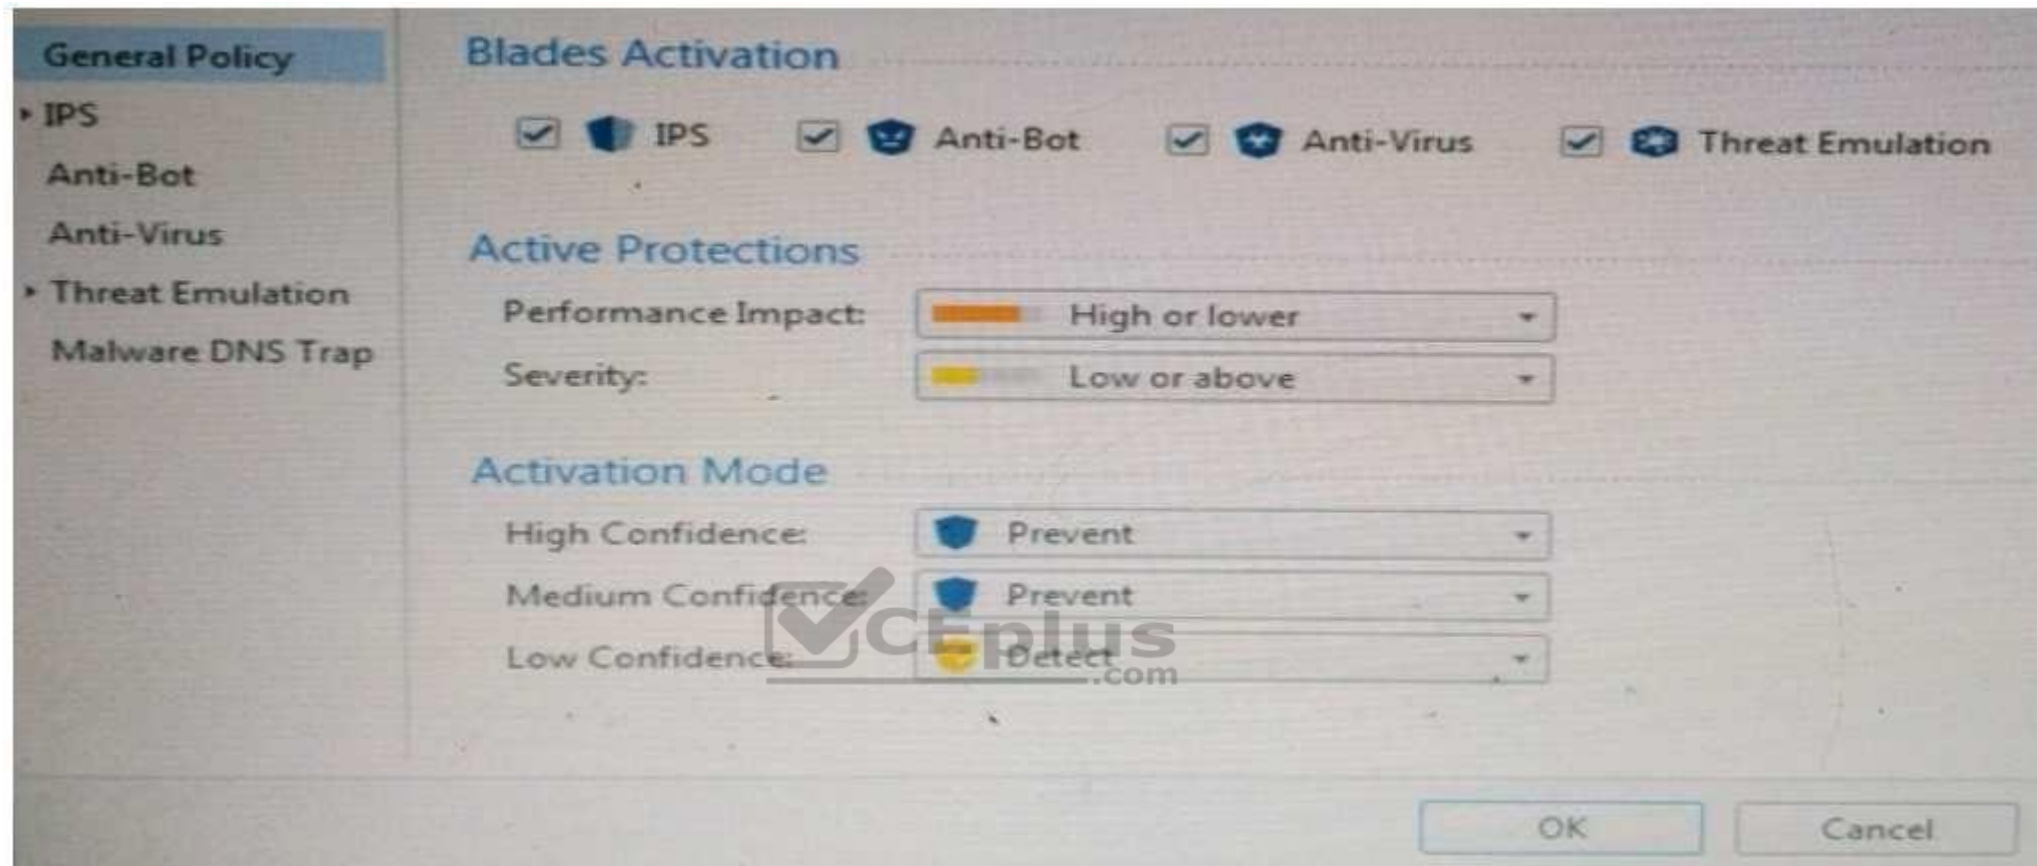 General Policy
IPS
Anti-Bot
Anti-Virus
Threat Emulation
Malware DNS Trap
Blades Activation
IPS Anti-Bot Anti-Virus Threat Emulation
Active Protections
Performance Impact: High or lower
Severity: Low or above
Activation Mode
High Confidence: Prevent
Medium Confidence: Prevent
Low Confidence: Detect
CEplus
.com
OK Cancel